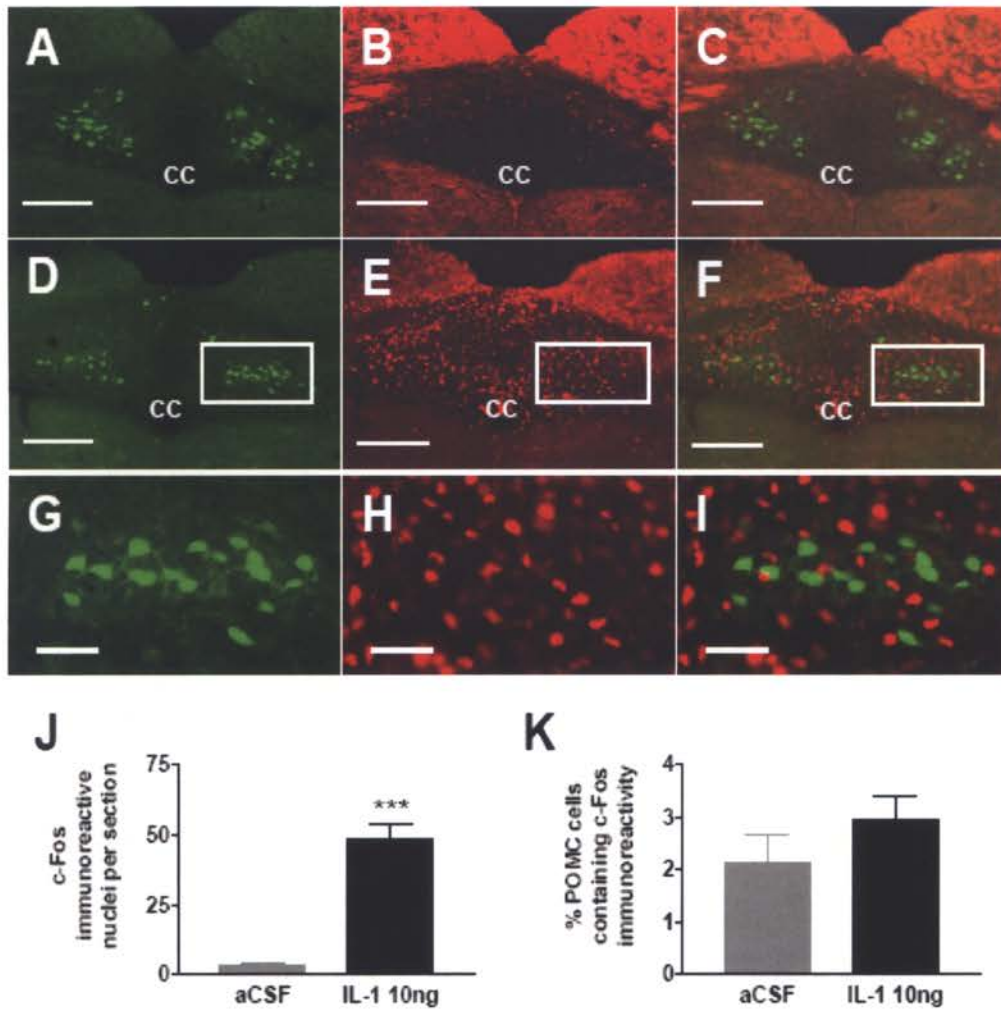 A
B
C
cc
cc
cc
D
E
F
cc
cc
cc
G
H
I
J
K
c-Fos
immunoreactive
nuclei per section
75
50
25
0
***
aCSF
IL-1 10ng
% POMC cells
containing c-Fos
immunoreactivity
4
3
2
1
0
aCSF
IL-1 10ng